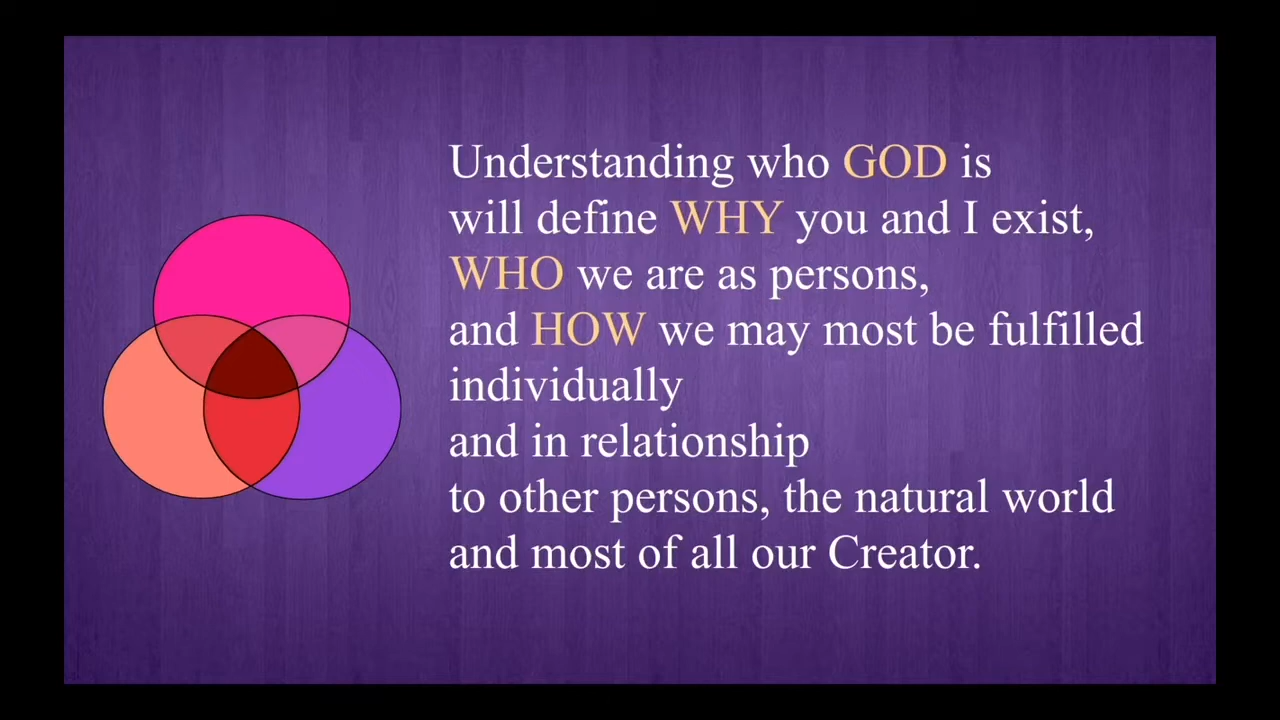 Understanding who GOD is
will define WHY you and I exist,
WHO we are as persons,
and HOW we may most be fulfilled
individually
and in relationship
to other persons, the natural world
and most of all our Creator.